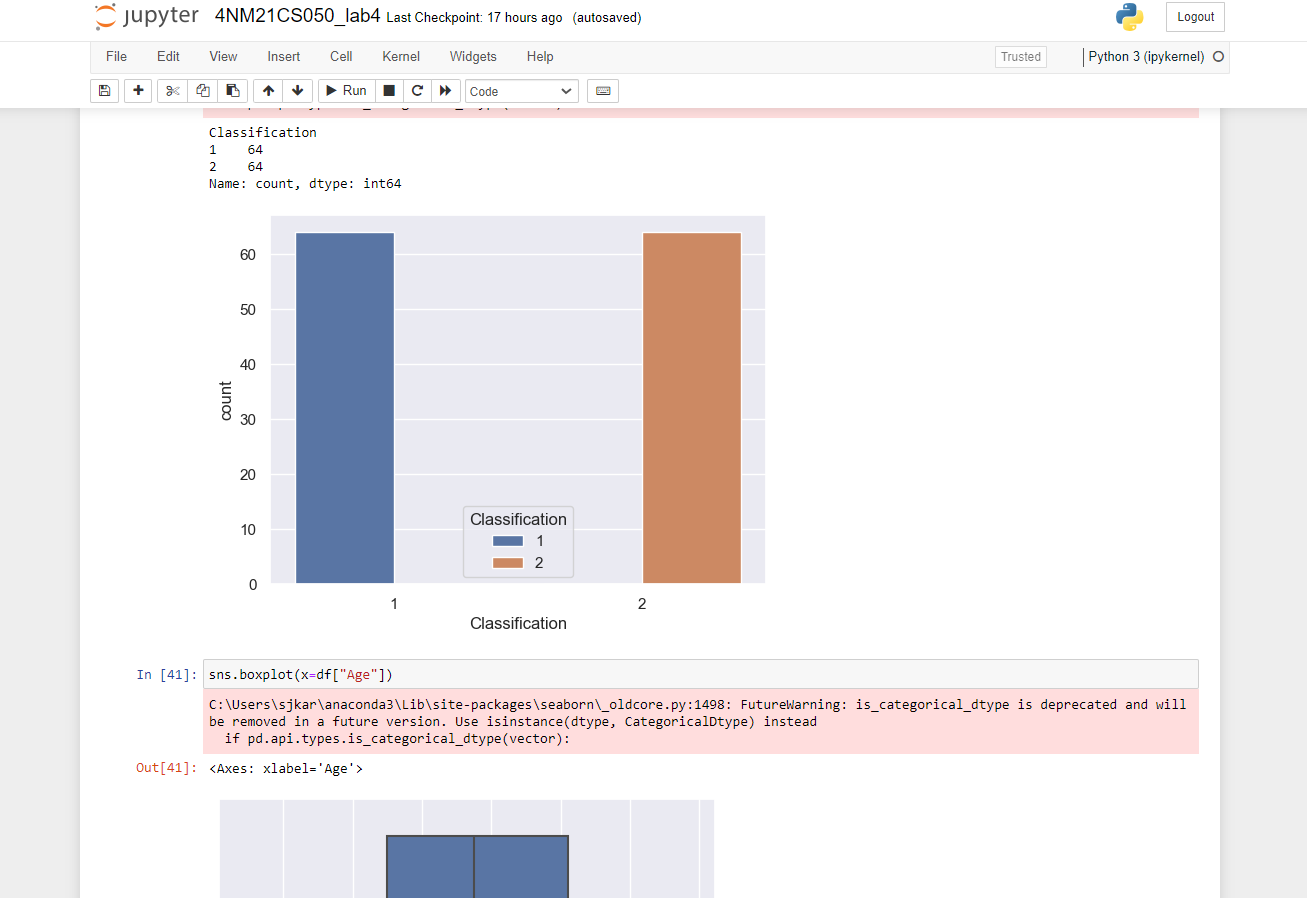 jupyter 4NM21CS050_lab4 Last Checkpoint: 17 hours ago (autosaved) Logout
File Edit View Insert Cell Kernel Widgets Help Trusted Python 3 (ipykernel)
Run Code
Classification
1 64
2 64
Name: count, dtype: int64
60
50
40
30
20
10
0
count
Classification
1
2
1 2
Classification
In [41]: sns.boxplot(x=df["Age"])
C:\Users\sjkar\anaconda3\Lib\site-packages\seaborn\_oldcore.py:1498: FutureWarning: is_categorical_dtype is deprecated and will
be removed in a future version. Use isinstance(dtype, CategoricalDtype) instead
if pd.api.types.is_categorical_dtype(vector):
Out[41]: <Axes: xlabel='Age'>